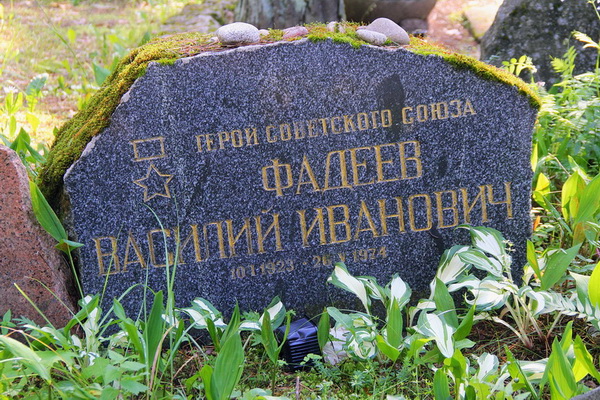 ГЕРОЙ СОВЕТСКОГО СОЮЗА
ФАДЕЕВ
ВАСИЛИЙ ИВАНОВИЧ